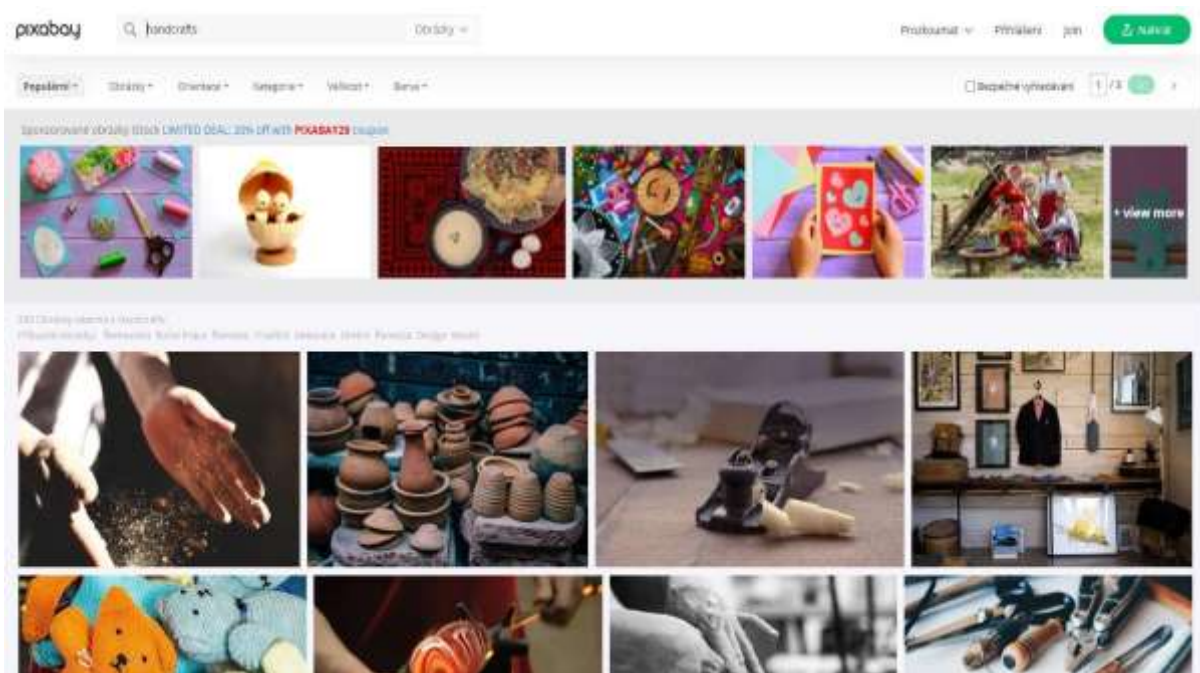 pixabay handcrafts Obrázky Prozkoumat Přihlášení Join Nahrát
Populární Obrázky Orientace Kategorie Velikost Barva Bezpečné vyhledávání 1 / 3
Sponzorované obrázky iStock LIMITED DEAL: 20% off with PIXABAY20 coupon
+ view more